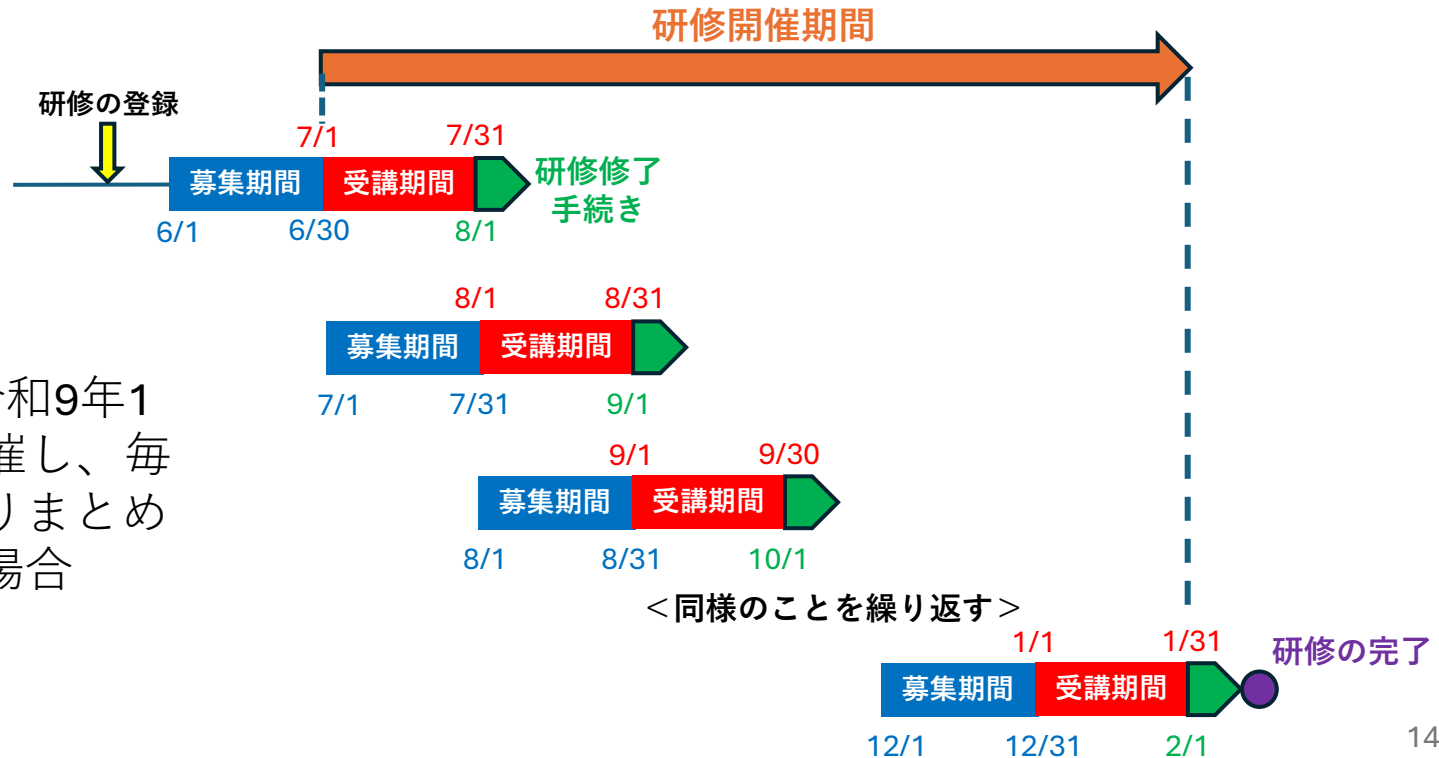 研修開催期間
研修の登録
7/1
7/31
募集期間
受講期間
研修修了
手続き
6/1
6/30
8/1
8/1
8/31
募集期間
受講期間
7/1
7/31
9/1
和9年1
催し、毎
りまとめ
場合
9/1
9/30
募集期間
受講期間
8/1
8/31
10/1
<同様のことを繰り返す>
1/1
1/31
研修の完了
募集期間
受講期間
12/1
12/31
2/1
14